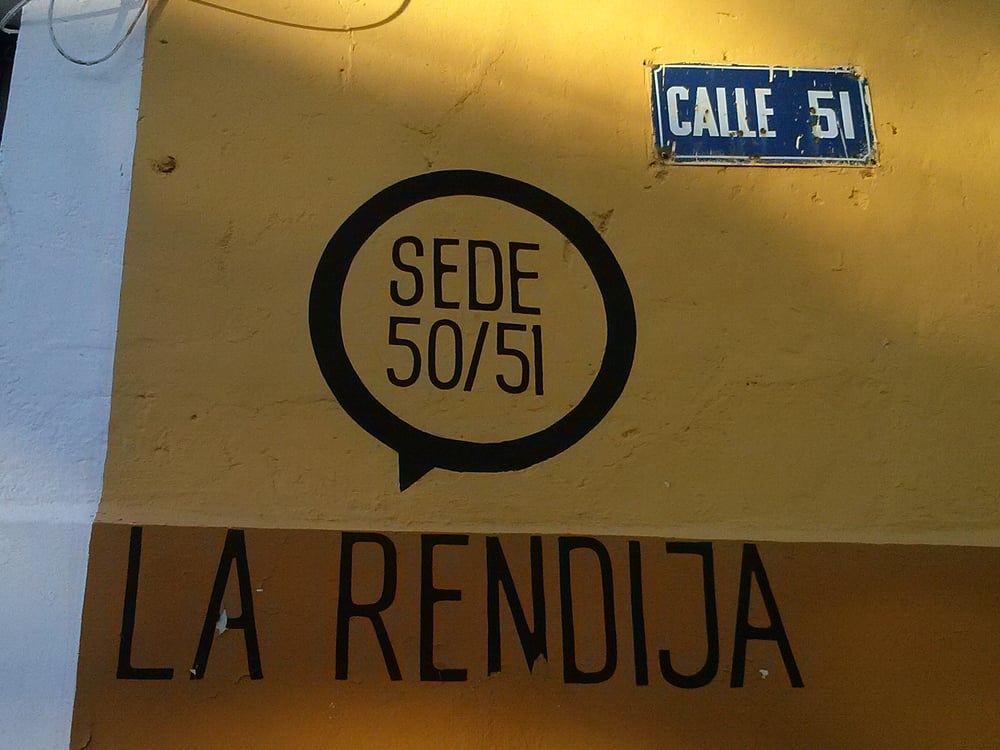 CALLE 51
SEDE
50/51
LA RENDIJA